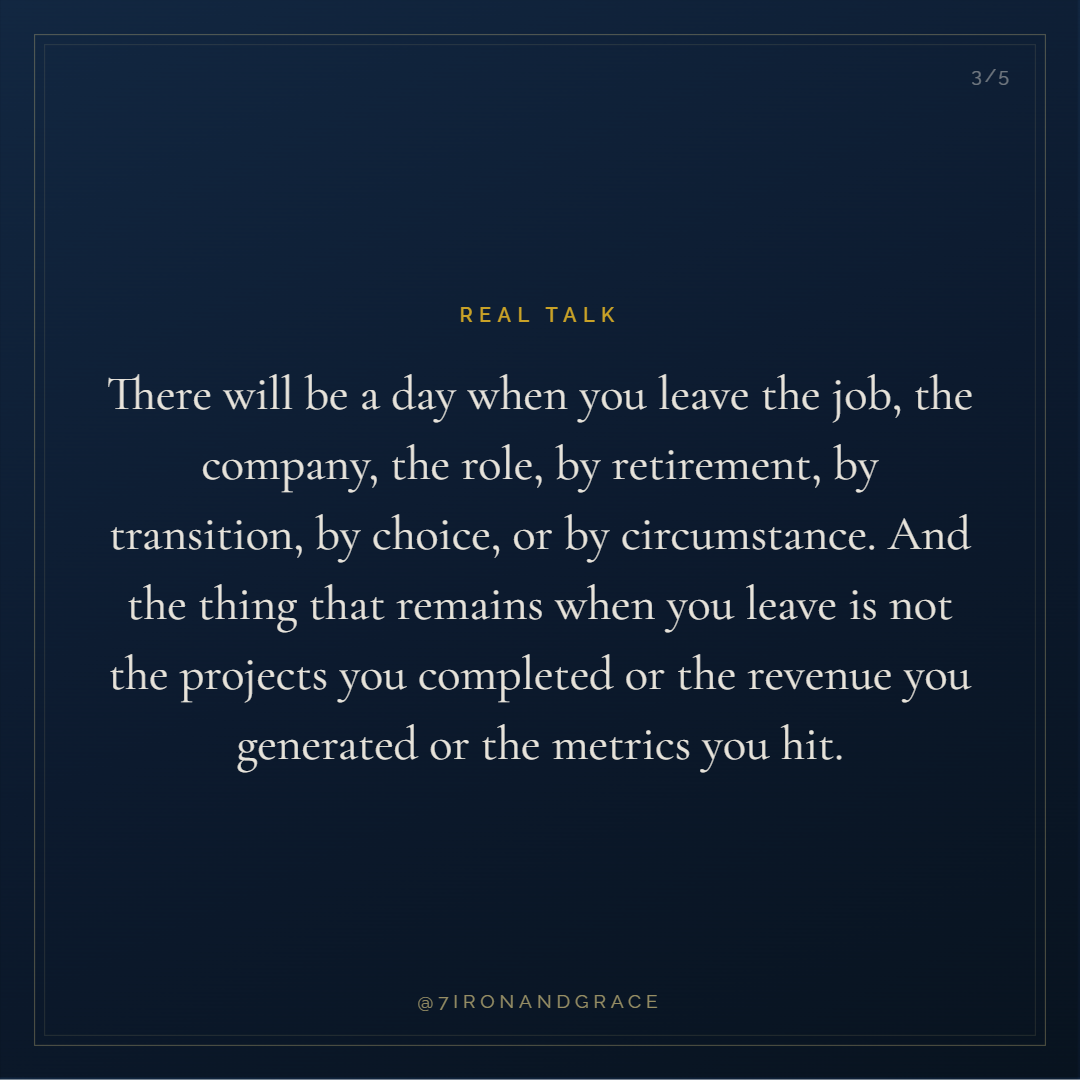 3/5
REAL TALK
There will be a day when you leave the job, the
company, the role, by retirement, by
transition, by choice, or by circumstance. And
the thing that remains when you leave is not
the projects you completed or the revenue you
generated or the metrics you hit.
@7IRONANDGRACE